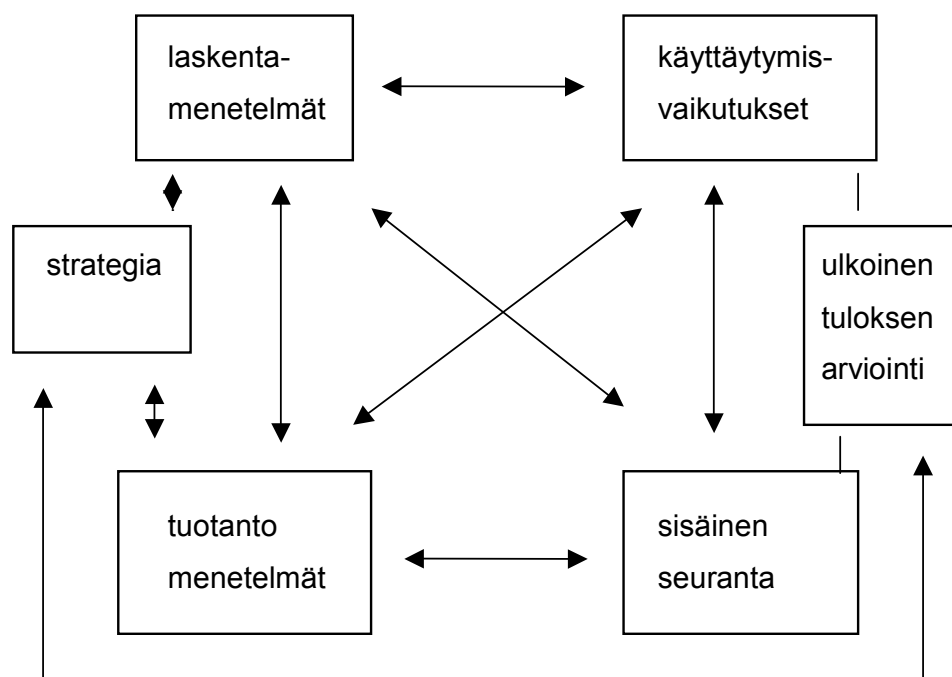 laskenta-
menetelmät
käyttäytymis-
vaikutukset
strategia
ulkoinen
tuloksen
arviointi
tuotanto
menetelmät
sisäinen
seuranta